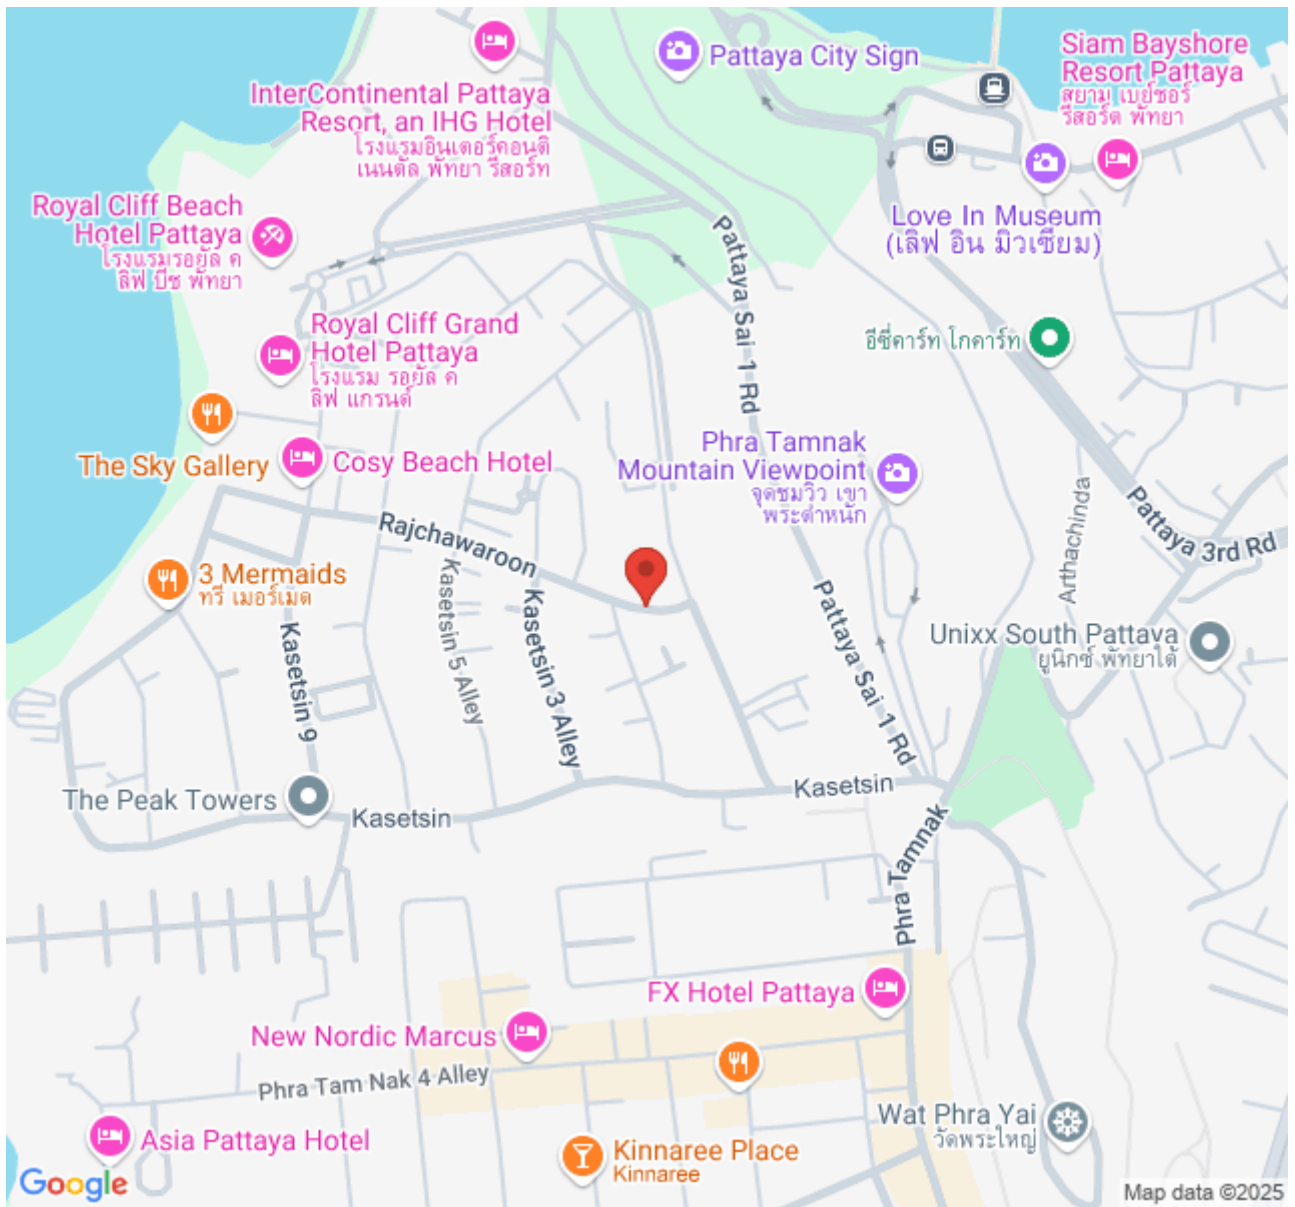 Pattaya City Sign
Siam Bayshore
Resort Pattaya
สยาม เบย์ชอร์
รีสอร์ต พัทยา
InterContinental Pattaya
Resort, an IHG Hotel
โรงแรมอินเตอร์คอนติ
เนนตัล พัทยา รีสอร์ท
Royal Cliff Beach
Hotel Pattaya
โรงแรมรอยัล ค
ลิฟ บีช พัทยา
Love In Museum
(เลิฟ อิน มิวเซียม)
Pattaya Sai 1 Rd
Royal Cliff Grand
Hotel Pattaya
โรงแรม รอยัล ค
ลิฟ แกรนด์
อีซี่คาร์ท โกคาร์ท
The Sky Gallery
Cosy Beach Hotel
Phra Tamnak
Mountain Viewpoint
จุดชมวิว เขา
พระตำหนัก
Arthachinda
Pattaya 3rd Rd
Rajchawaroon
3 Mermaids
ทรี เมอร์เมด
Kasetsin 9
Kasetsin 5 Alley
Kasetsin 3 Alley
Pattaya Sai 1 Rd
Unixx South Pattaya
ยูนิกซ์ พัทยาใต้
The Peak Towers
Kasetsin
Kasetsin
Phra Tamnak
FX Hotel Pattaya
New Nordic Marcus
Phra Tam Nak 4 Alley
Wat Phra Yai
วัดพระใหญ่
Asia Pattaya Hotel
Kinnaree Place
Kinnaree
Google
Map data ©2025